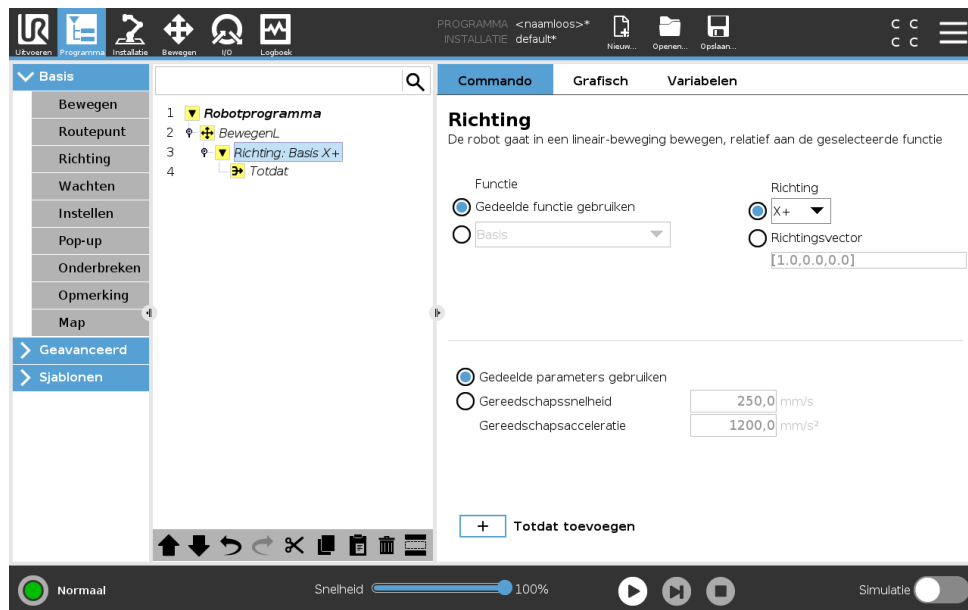 UR
PROGRAMMA <naamloos>*
INSTALLATIE default*
C C
C C
Uitvoeren Programma Installatie Bewegen I/O Logboek Nieuw... Openen... Opslaan...
Basis
Bewegen
Routepunt
Richting
Wachten
Instellen
Pop-up
Onderbreken
Opmerking
Map
Geavanceerd
Sjablonen
1 Robotprogramma
2 BewegenL
3 Richting: Basis X+
4 Totdat
Commando Grafisch Variabelen
Richting
De robot gaat in een lineair-beweging bewegen, relatief aan de geselecteerde functie
Functie
Gedeelde functie gebruiken
Basis
Richting
X+
Richtingsvector
[1.0,0.0,0.0]
Gedeelde parameters gebruiken
Gereedschapssnelheid 250,0 mm/s
Gereedschapsacceleratie 1200,0 mm/s²
+ Totdat toevoegen
Normaal
Snelheid 100%
Simulatie